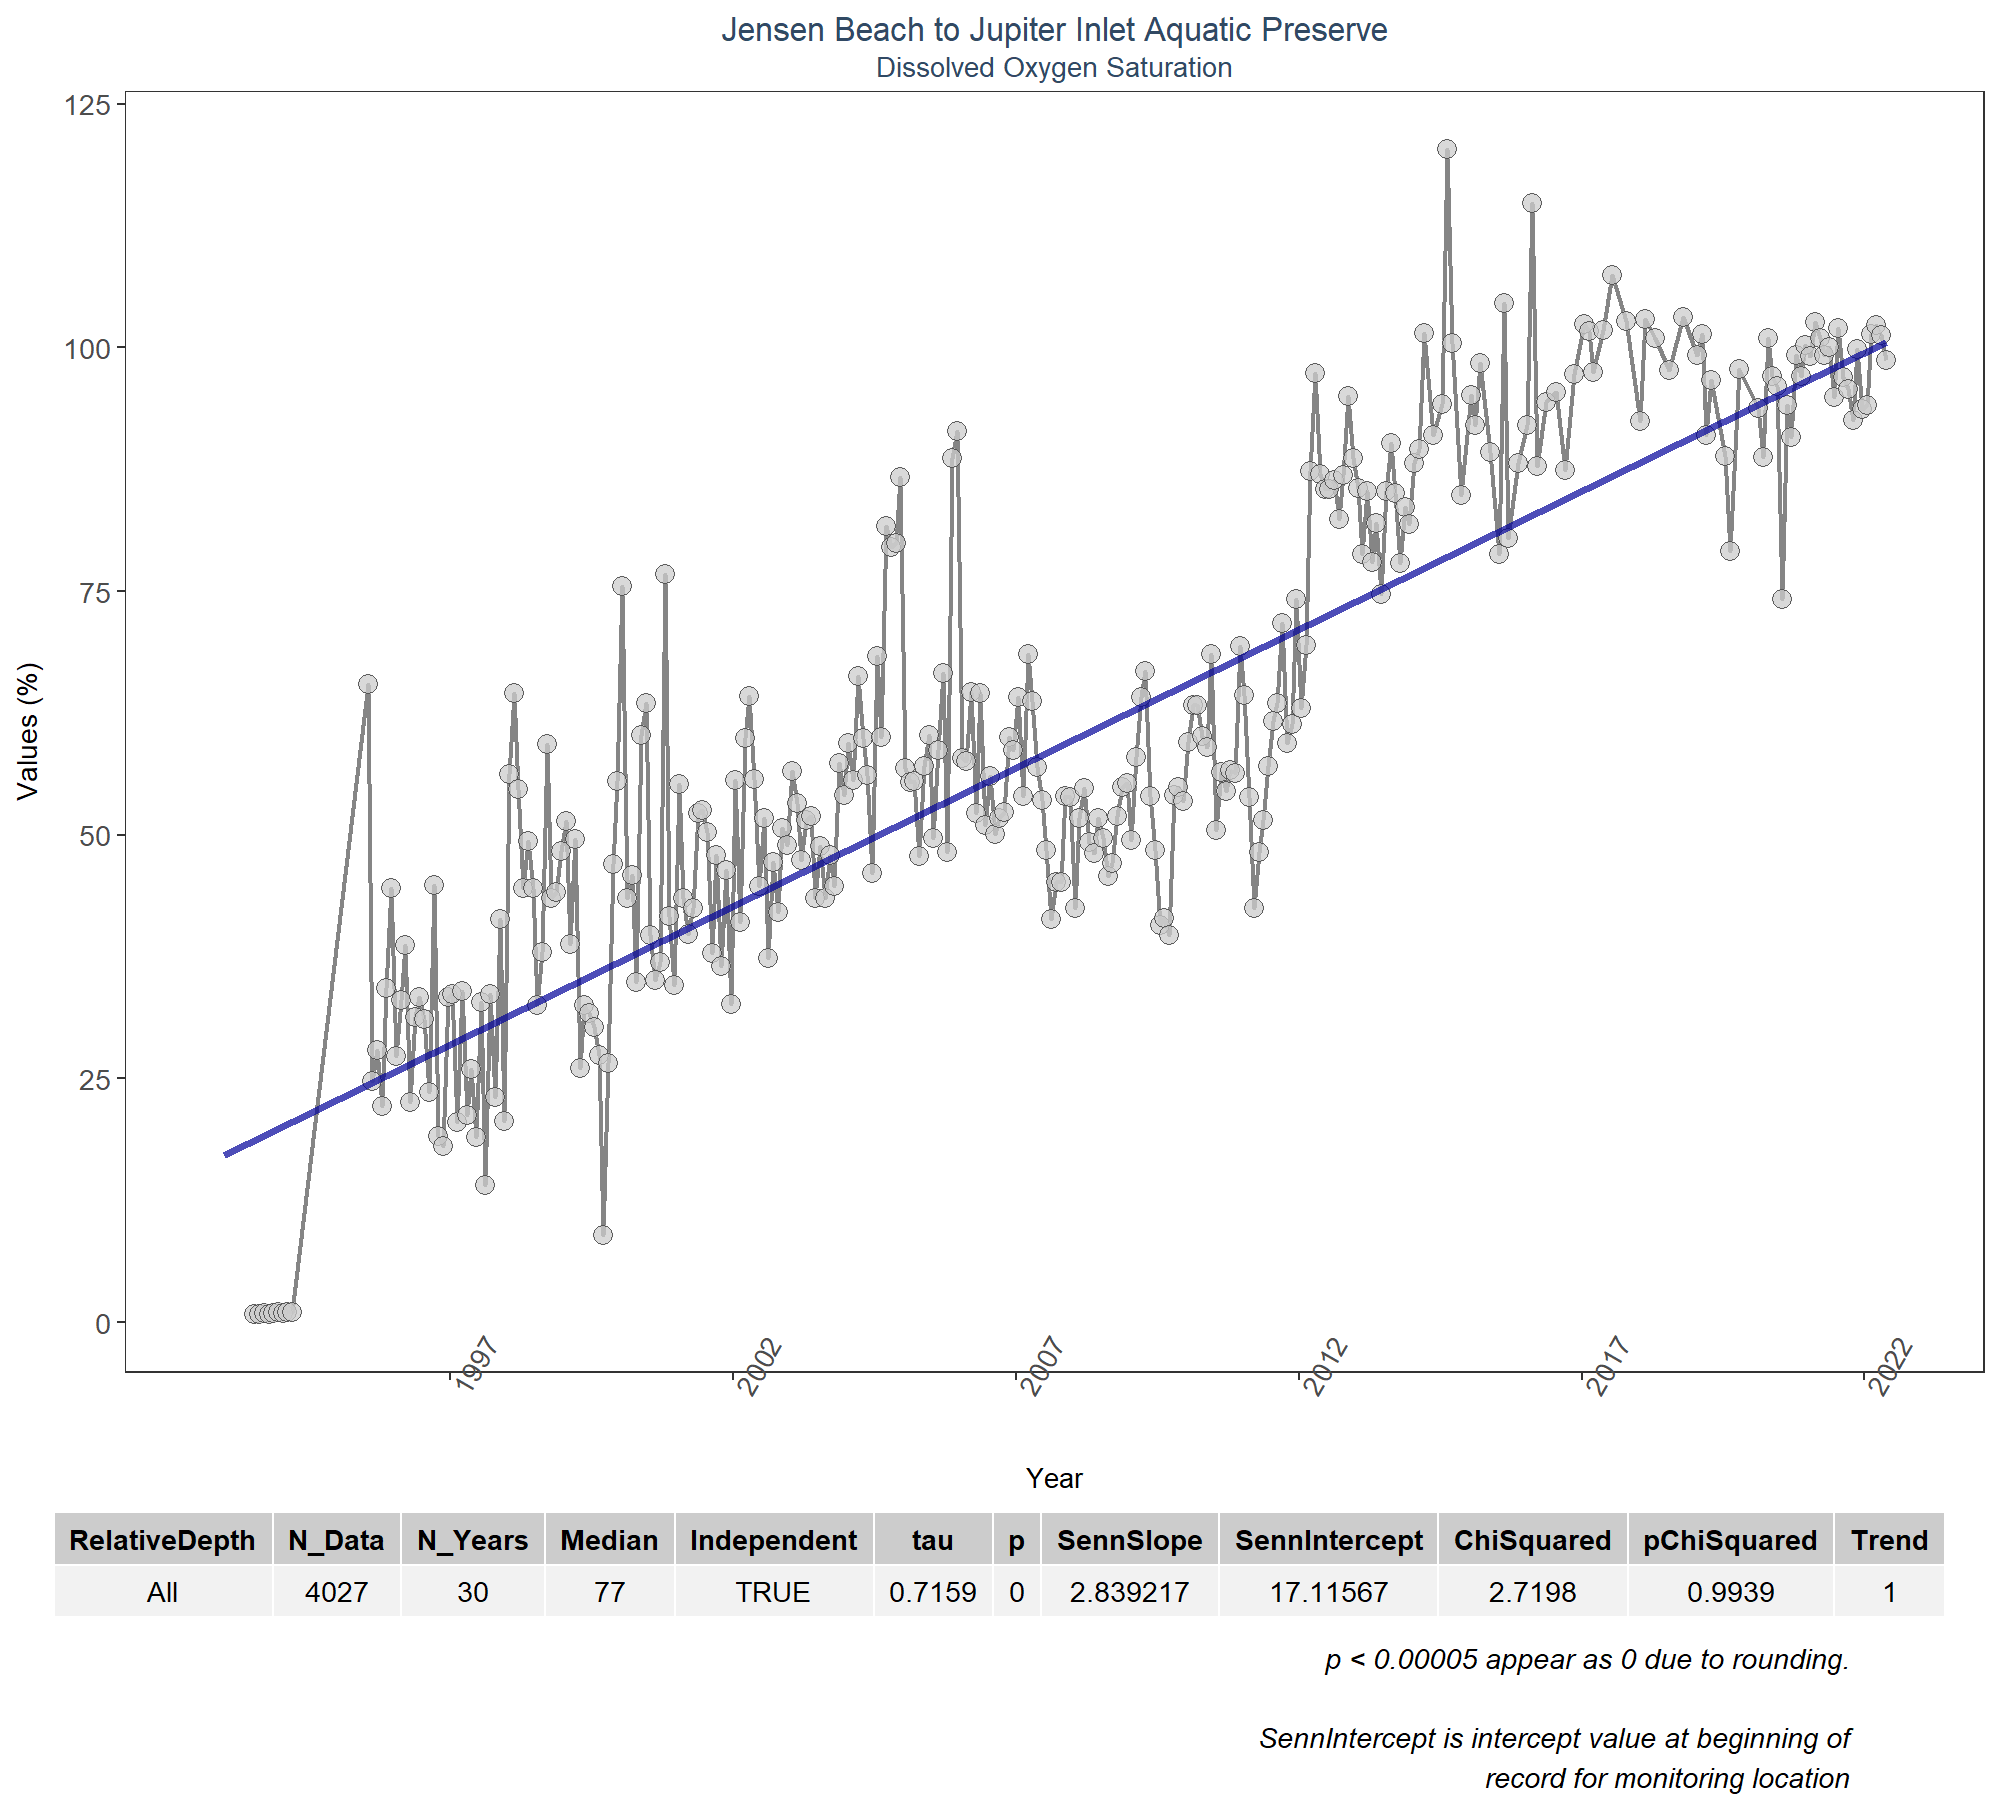 Jensen Beach to Jupiter Inlet Aquatic Preserve
Dissolved Oxygen Saturation
125
100
75
50
25
0
Values (%)
1997 2002 2007 2012 2017 2022
Year
RelativeDepth N_Data N_Years Median Independent tau p SennSlope SennIntercept ChiSquared pChiSquared Trend
All 4027 30 77 TRUE 0.7159 0 2.839217 17.11567 2.7198 0.9939 1
p < 0.00005 appear as 0 due to rounding.
SennIntercept is intercept value at beginning of
record for monitoring location